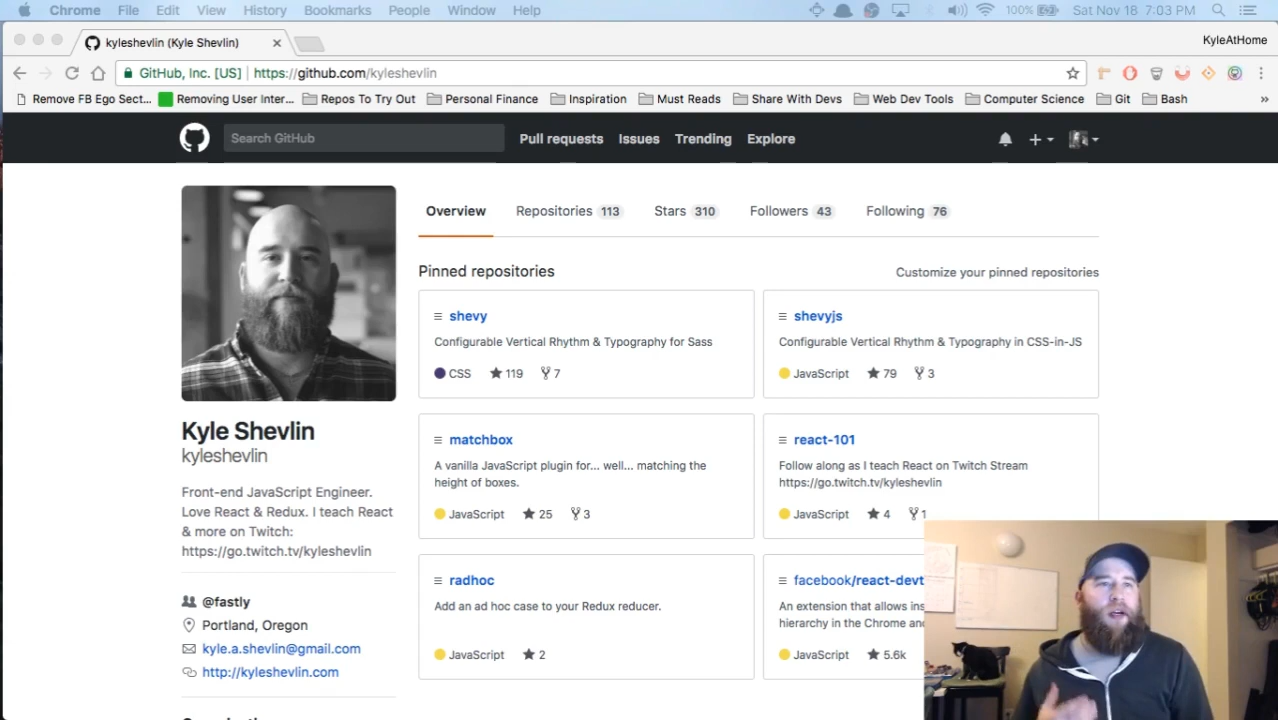 Chrome File Edit View History Bookmarks People Window Help 100% Sat Nov 18 7:03 PM
kyleshevlin (Kyle Shevlin) KyleAtHome
GitHub, Inc. [US] https://github.com/kyleshevlin
Remove FB Ego Sect... Removing User Inter... Repos To Try Out Personal Finance Inspiration Must Reads Share With Devs Web Dev Tools Computer Science Git Bash »
Search GitHub Pull requests Issues Trending Explore
Overview Repositories 113 Stars 310 Followers 43 Following 76
Pinned repositories Customize your pinned repositories
shevy
Configurable Vertical Rhythm & Typography for Sass
CSS 119 7
shevyjs
Configurable Vertical Rhythm & Typography in CSS-in-JS
JavaScript 79 3
matchbox
A vanilla JavaScript plugin for... well... matching the
height of boxes.
JavaScript 25 3
react-101
Follow along as I teach React on Twitch Stream
https://go.twitch.tv/kyleshevlin
JavaScript 4 1
radhoc
Add an ad hoc case to your Redux reducer.
JavaScript 2
facebook/react-devt
An extension that allows ins
hierarchy in the Chrome and
JavaScript 5.6k
Kyle Shevlin
kyleshevlin
Front-end JavaScript Engineer.
Love React & Redux. I teach React
& more on Twitch:
https://go.twitch.tv/kyleshevlin
@fastly
Portland, Oregon
kyle.a.shevlin@gmail.com
http://kyleshevlin.com